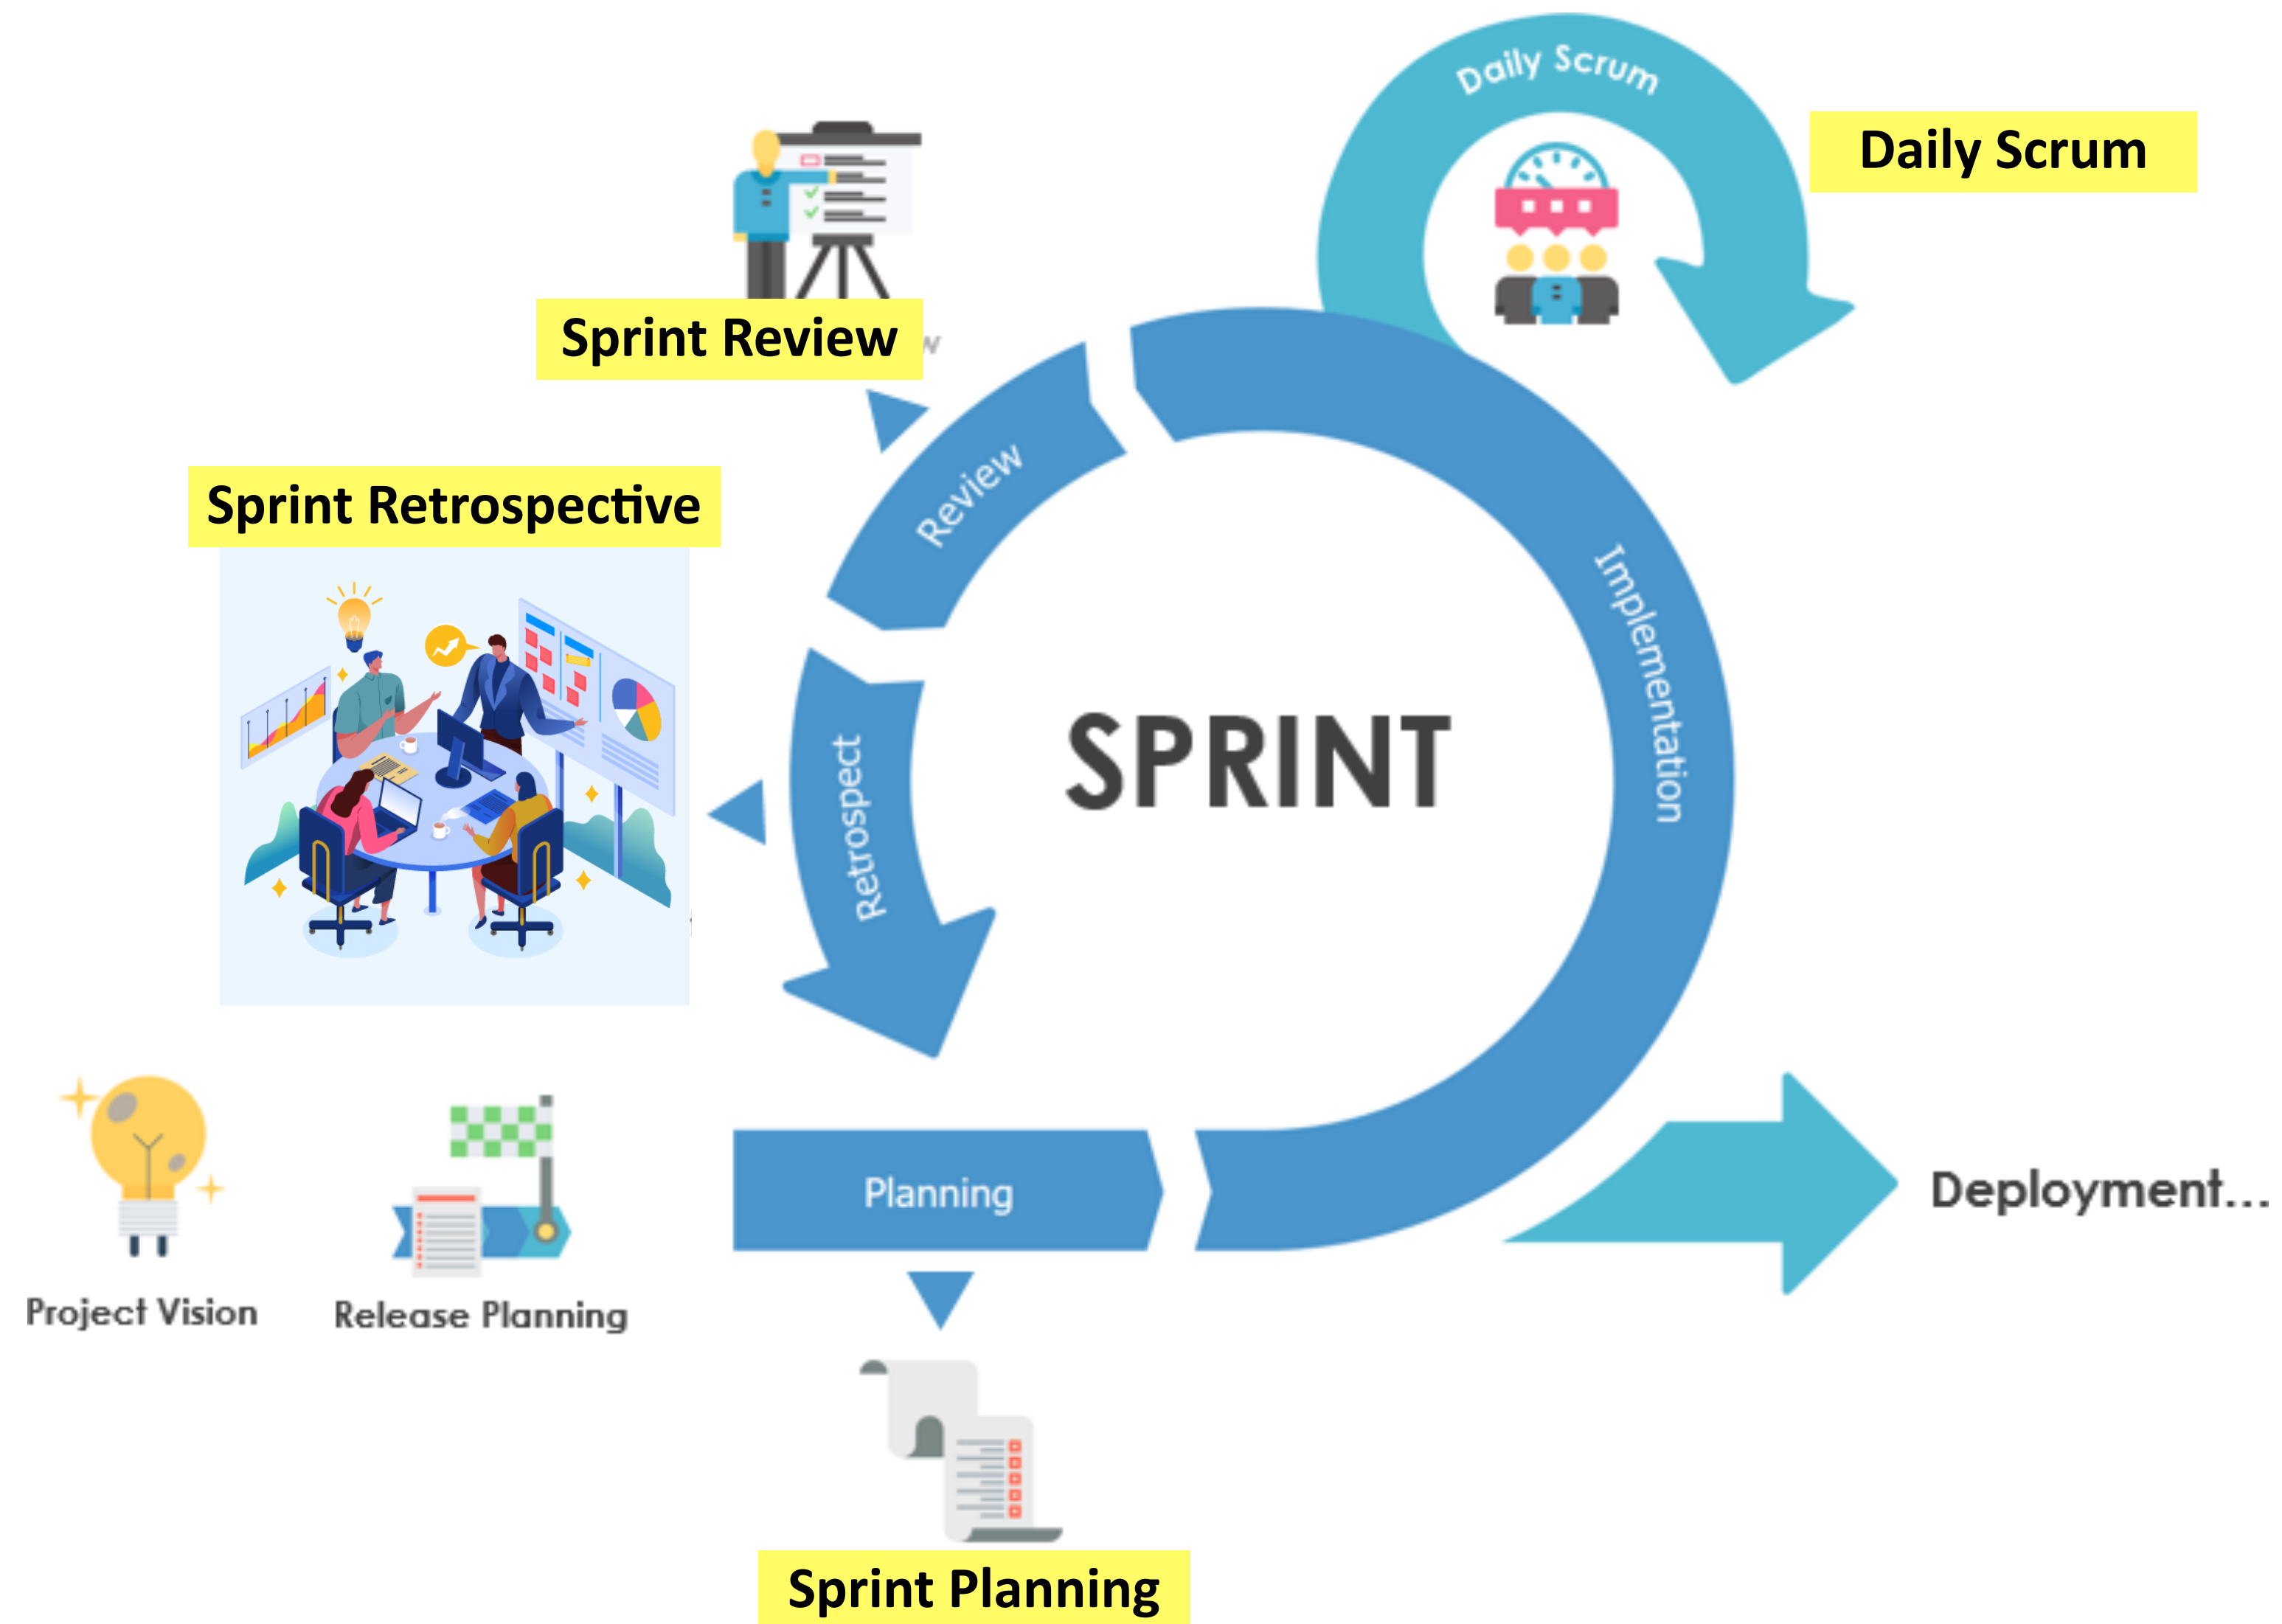 Daily Scrum
Daily Scrum
Sprint Review
w
Review
Sprint Retrospective
Implementation
SPRINT
Retrospect
Planning
Deployment...
Project Vision
Release Planning
Sprint Planning